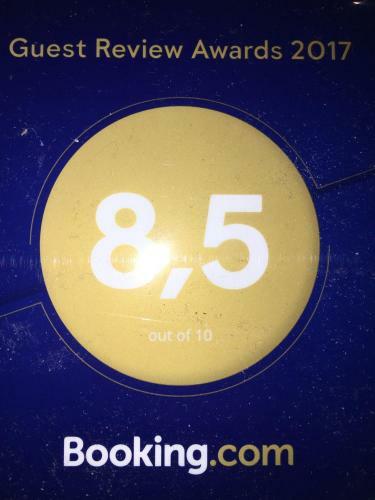 Guest Review Awards 2017
8,5
out of 10
Booking.com